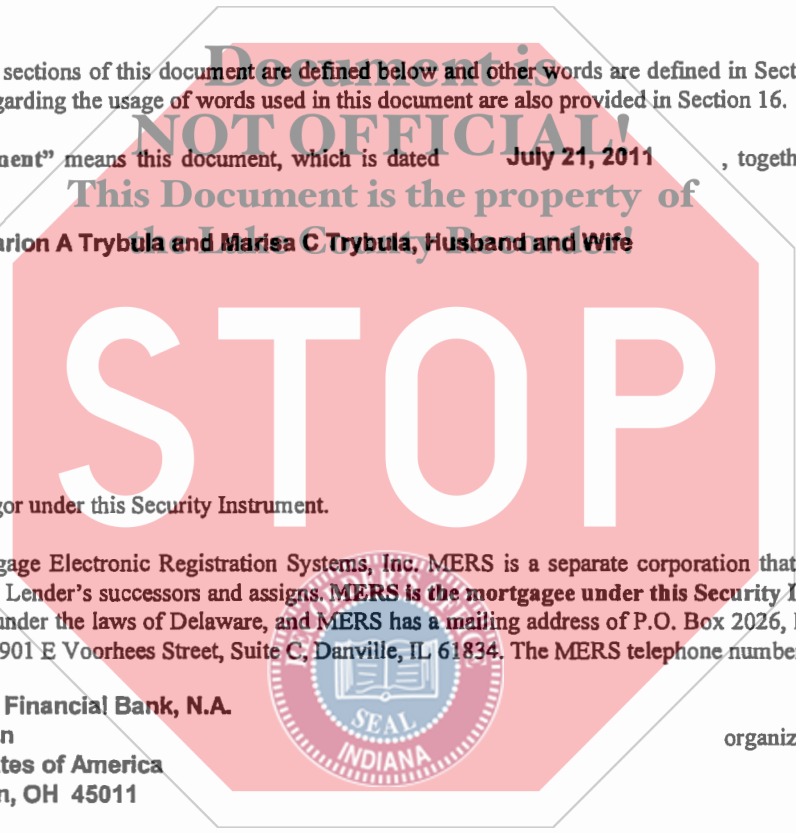 Document is
sections of this document are defined below and other words are defined in Sect
garding the usage of words used in this document are also provided in Section 16.
NOT OFFICIAL!
ment” means this document, which is dated July 21, 2011 , togeth
This Document is the property of
arion A Trybula and Marisa C Trybula, Husband and Wife
the Lake County Recorder!
STOP
gor under this Security Instrument.
gage Electronic Registration Systems, Inc. MERS is a separate corporation that
Lender’s successors and assigns. MERS is the mortgagee under this Security I
under the laws of Delaware, and MERS has a mailing address of P.O. Box 2026,
901 E Voorhees Street, Suite C, Danville, IL 61834. The MERS telephone number
RECORDER'S OFFICE
SEAL
INDIANA
Financial Bank, N.A.
n organiz
tes of America
n, OH 45011